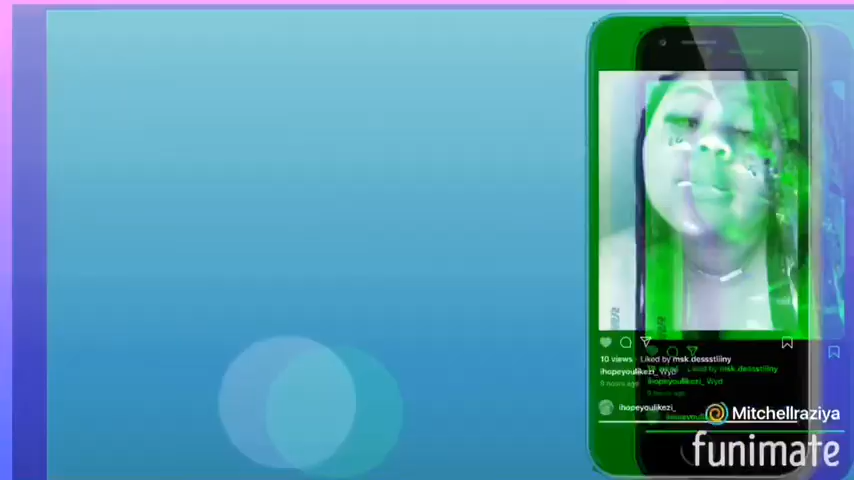 10 views · Liked by msk.dessstiiny
ihopeyoulikezi_ Wyd
9 hours ago
ihopeyoulikezi_
Mitchellraziya
funimate